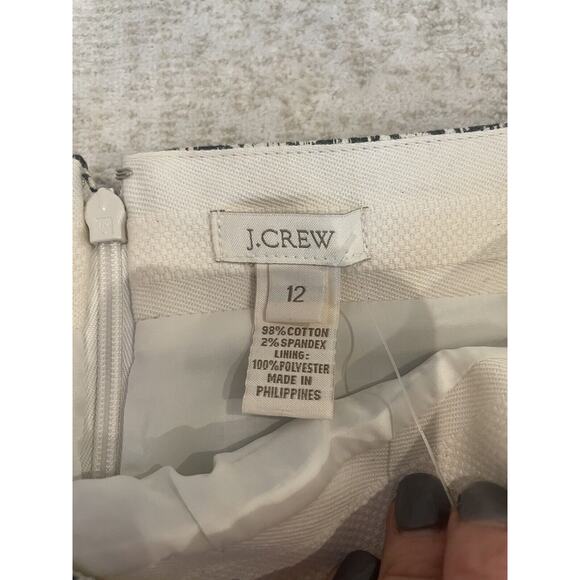 J.CREW
12
98% COTTON
2% SPANDEX
LINING:
100% POLYESTER
MADE IN
PHILIPPINES